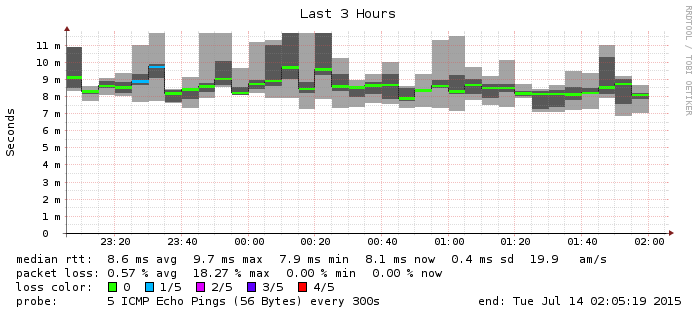 Last 3 Hours
RRDTOOL / TOBI OETIKER
Seconds
11 m
10 m
9 m
8 m
7 m
6 m
5 m
4 m
3 m
2 m
1 m
0
23:20 23:40 00:00 00:20 00:40 01:00 01:20 01:40 02:00
median rtt: 8.6 ms avg 9.7 ms max 7.9 ms min 8.1 ms now 0.4 ms sd 19.9 am/s
packet loss: 0.57 % avg 18.27 % max 0.00 % min 0.00 % now
loss color: 0 1/5 2/5 3/5 4/5
probe: 5 ICMP Echo Pings (56 Bytes) every 300s end: Tue Jul 14 02:05:19 2015